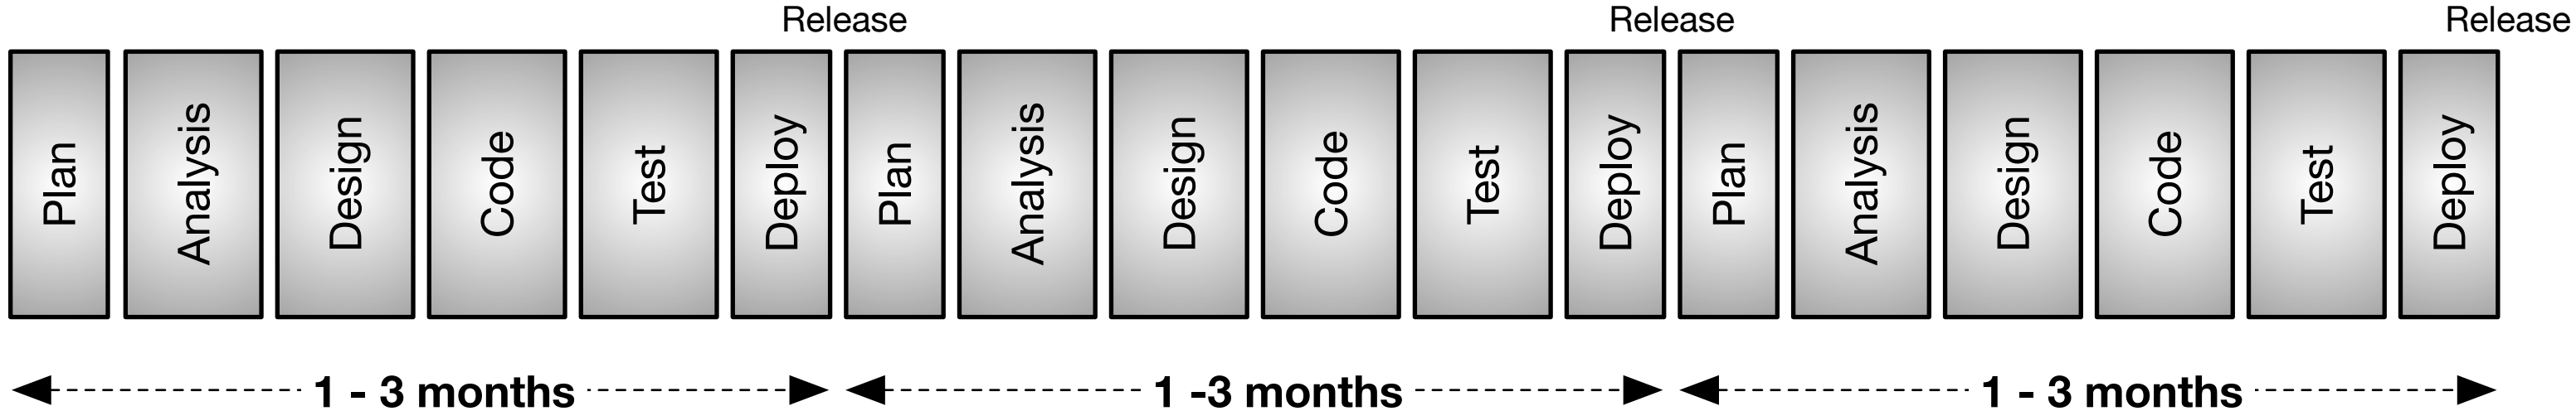 Release
Release
Release
Plan
Analysis
Design
Code
Test
Deploy
Plan
Analysis
Design
Code
Test
Deploy
Plan
Analysis
Design
Code
Test
Deploy
1 - 3 months
1 -3 months
1 - 3 months